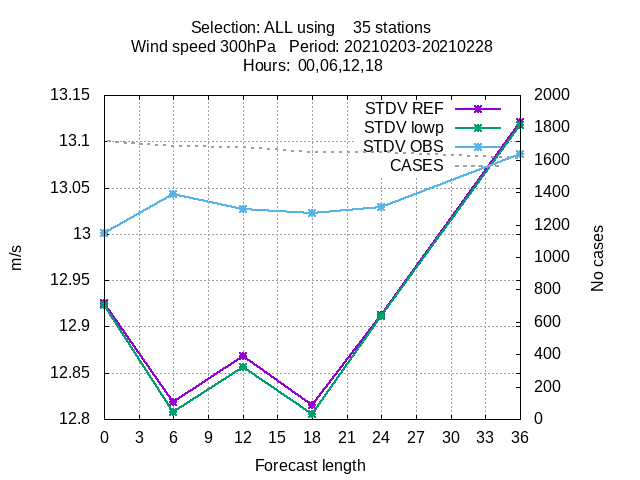 Selection: ALL using    35 stations
Wind speed 300hPa   Period: 20210203-20210228
Hours:  00,06,12,18
STDV REF
STDV lowp
STDV OBS
CASES
13.15
13.1
13.05
13
12.95
12.9
12.85
12.8
m/s
2000
1800
1600
1400
1200
1000
800
600
400
200
0
No cases
0 3 6 9 12 15 18 21 24 27 30 33 36
Forecast length